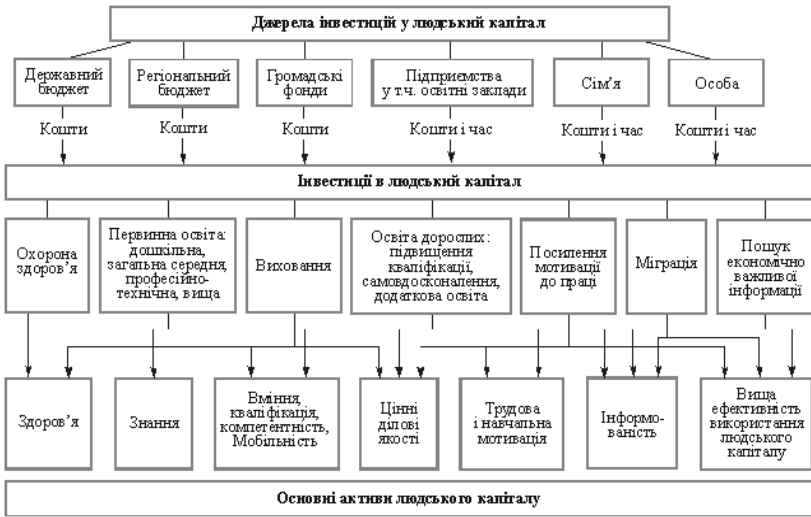 Джерела інвестицій у людський капітал
Державний
бюджет
Регіональний
бюджет
Громадські
фонди
Підприємства
у т.ч. освітні заклади
Сім’я
Особа
Кошти
Кошти
Кошти
Кошти і час
Кошти і час
Кошти і час
Інвестиції в людський капітал
Охорона
здоров’я
Первинна освіта:
дошкільна,
загальна середня,
професійно-
технічна, вища
Виховання
Освіта дорослих:
підвищення
кваліфікації,
самовдосконалення,
додаткова освіта
Посилення
мотивації
до праці
Міграція
Пошук
економічно
важливої
інформації
Здоров’я
Знання
Вміння,
кваліфікація,
компетентність,
Мобільність
Цінні
ділові
якості
Трудова
і навчальна
мотивація
Інформо-
ваність
Вища
ефективність
використання
людського
капіталу
Основні активи людського капіталу